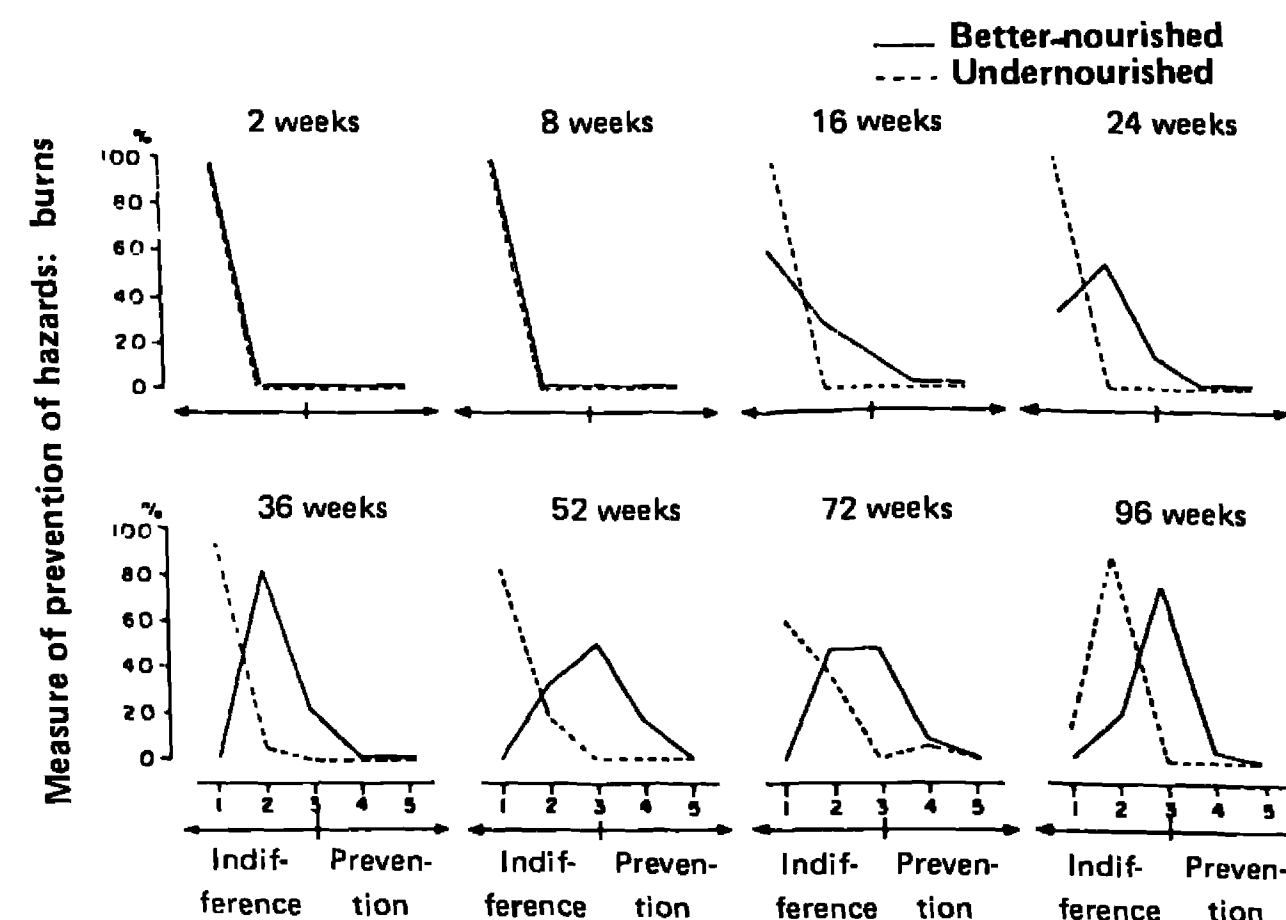 Better-nourished
Undernourished
Measure of prevention of hazards: burns
2 weeks
8 weeks
16 weeks
24 weeks
%
100
80
60
40
20
0
36 weeks
52 weeks
72 weeks
96 weeks
%
100
80
60
40
20
0
1 2 3 4 5
1 2 3 4 5
1 2 3 4 5
1 2 3 4 5
Indif-
ference
Preven-
tion
Indif-
ference
Preven-
tion
Indif-
ference
Preven-
tion
Indif-
ference
Preven-
tion